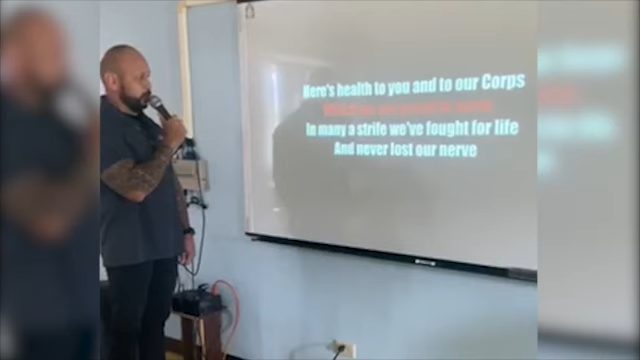 Here's health to you and to our Corps
In many a strife we've fought for life
And never lost our nerve